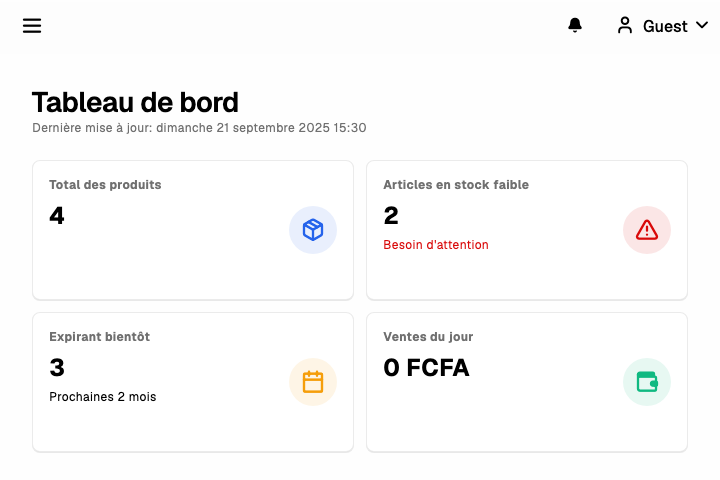 Guest
Tableau de bord
Dernière mise à jour: dimanche 21 septembre 2025 15:30
Total des produits
4
Articles en stock faible
2
Besoin d'attention
Expirant bientôt
3
Prochaines 2 mois
Ventes du jour
0 FCFA